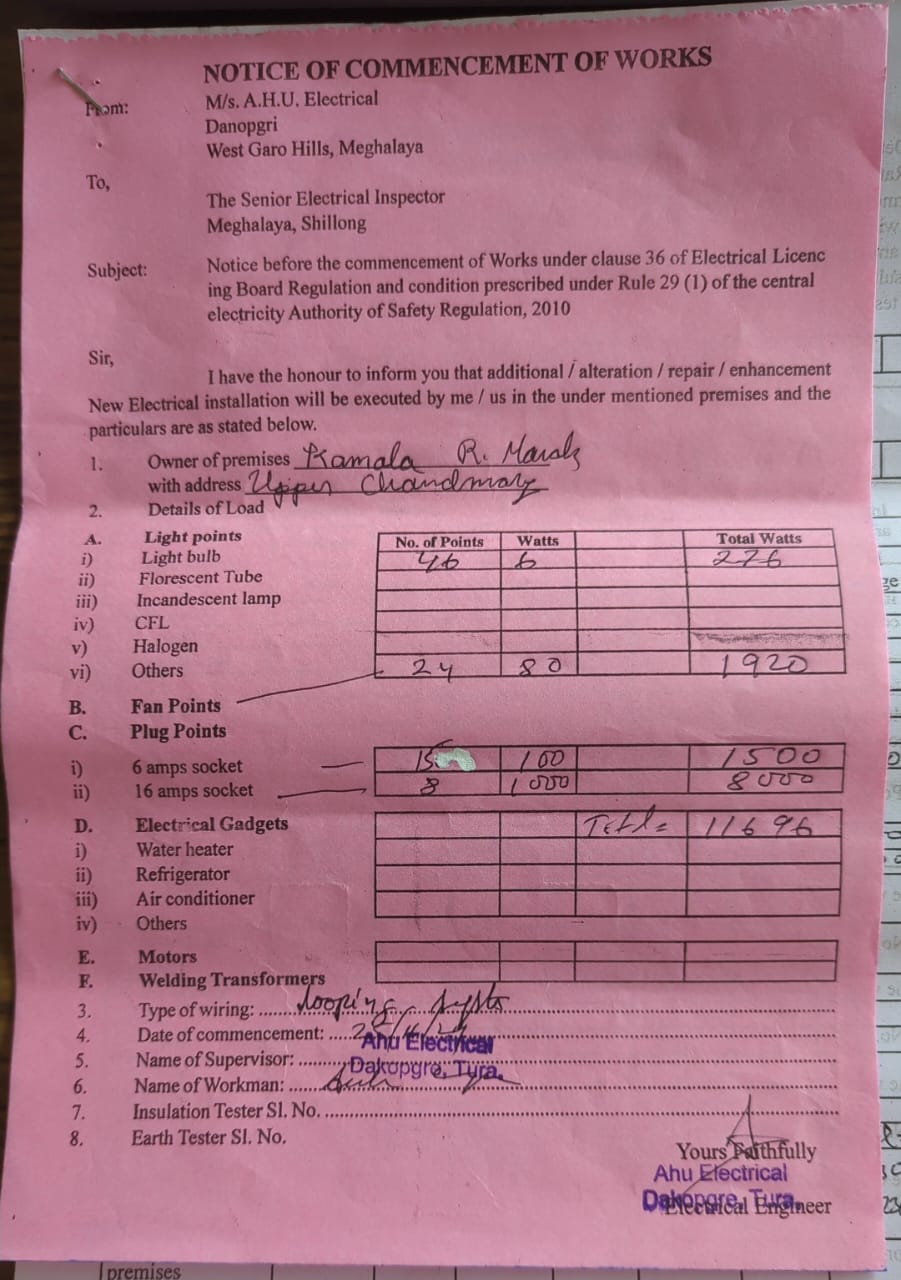 NOTICE OF COMMENCEMENT OF WORKS
From: M/s. A.H.U. Electrical
Danopgri
West Garo Hills, Meghalaya
To,
The Senior Electrical Inspector
Meghalaya, Shillong
Subject: Notice before the commencement of Works under clause 36 of Electrical Licenc
ing Board Regulation and condition prescribed under Rule 29 (1) of the central
electricity Authority of Safety Regulation, 2010
Sir,
I have the honour to inform you that additional / alteration / repair / enhancement
New Electrical installation will be executed by me / us in the under mentioned premises and the
particulars are as stated below.
1. Owner of premises Kamala R. Marak
with address Upper Chandmary
2. Details of Load
A. Light points No. of Points Watts Total Watts
i) Light bulb 46 6 276
ii) Florescent Tube
iii) Incandescent lamp
iv) CFL
v) Halogen
vi) Others 24 80 1920
B. Fan Points
C. Plug Points
i) 6 amps socket 15 100 1500
ii) 16 amps socket 8 1000 8000
D. Electrical Gadgets Total= 11696
i) Water heater
ii) Refrigerator
iii) Air conditioner
iv) Others
E. Motors
F. Welding Transformers
3. Type of wiring: Looping
4. Date of commencement:
Ahu Electrical
5. Name of Supervisor:
Dakopgre, Tura.
6. Name of Workman:
7. Insulation Tester Sl. No.
8. Earth Tester Sl. No.
Yours Faithfully
Ahu Electrical
Dakopgre, Tura.
Electrical Engineer
premises